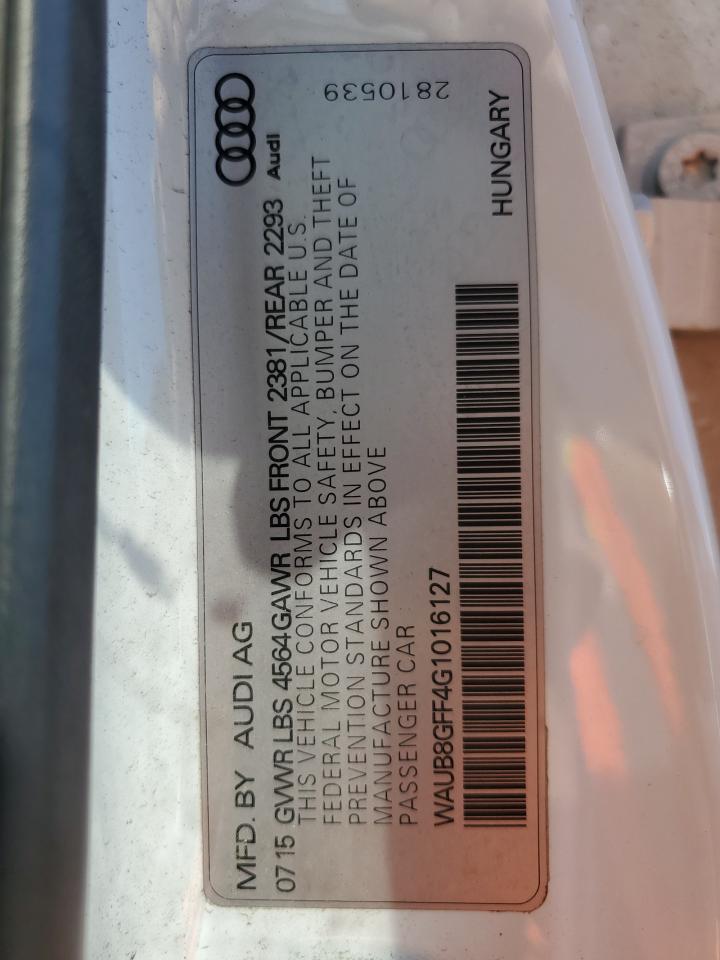 MFD. BY AUDI AG
07 15 GVWR LBS 4564 GAWR LBS FRONT 2381/REAR 2293
Audi
THIS VEHICLE CONFORMS TO ALL APPLICABLE U.S.
FEDERAL MOTOR VEHICLE SAFETY, BUMPER AND THEFT
PREVENTION STANDARDS IN EFFECT ON THE DATE OF
MANUFACTURE SHOWN ABOVE
PASSENGER CAR
2810539
WAUB8GFF4G1016127
HUNGARY